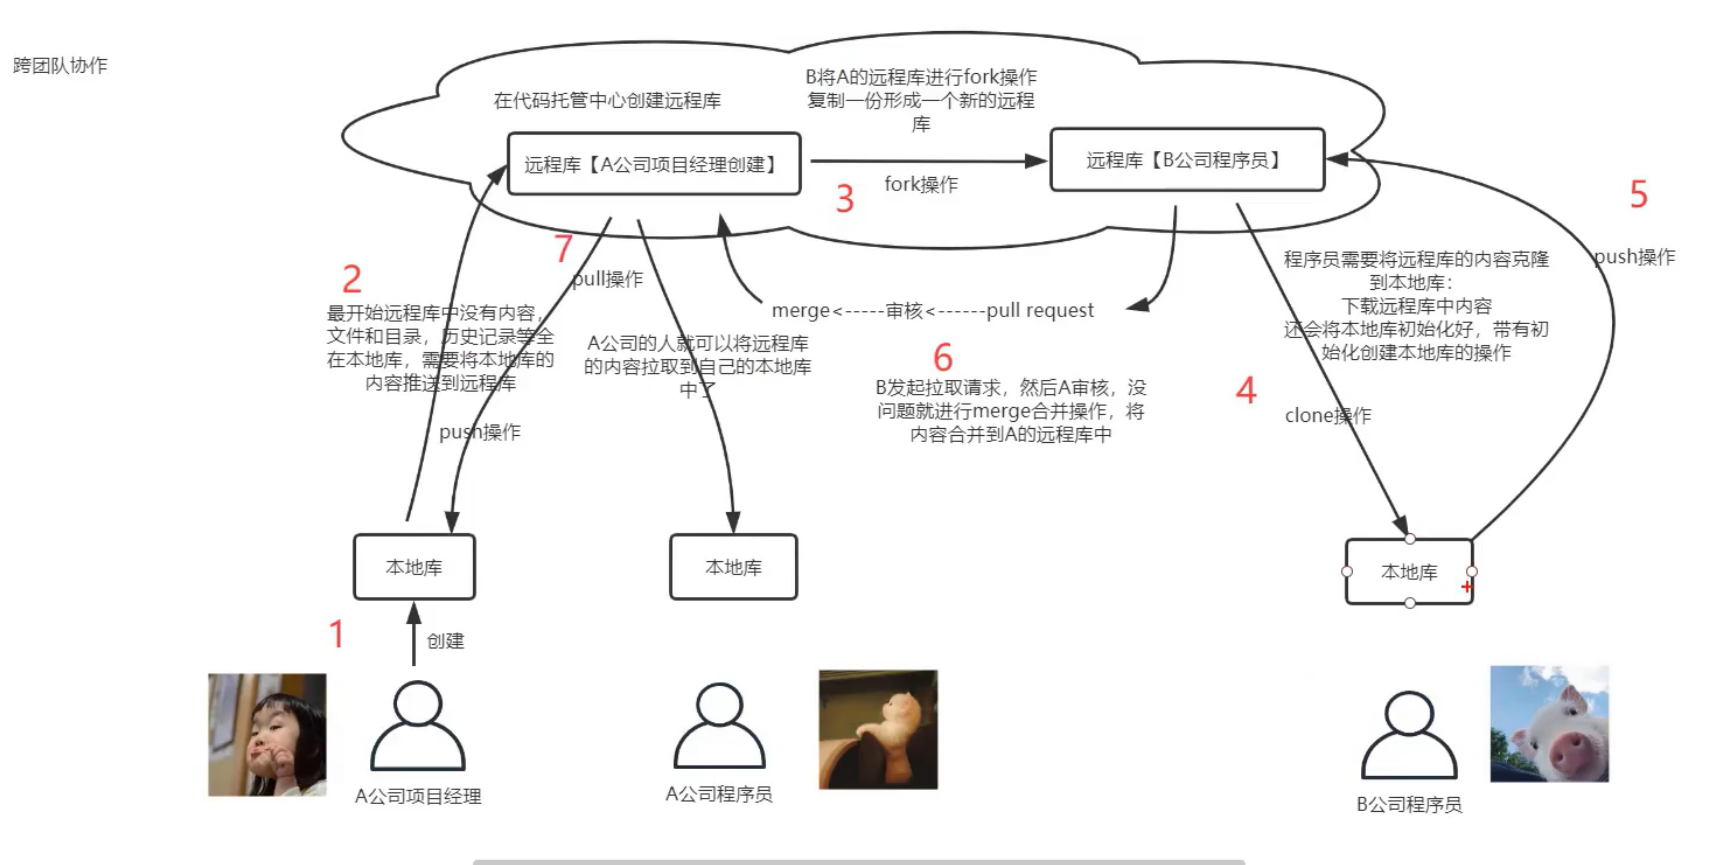 跨团队协作
在代码托管中心创建远程库
B将A的远程库进行fork操作
复制一份形成一个新的远程
库
远程库【A公司项目经理创建】
fork操作
远程库【B公司程序员】
3
5
7
pull操作
2
最开始远程库中没有内容,
文件和目录，历史记录等全
在本地库，需要将本地库的
内容推送到远程库
push操作
A公司的人就可以将远程库
的内容拉取到自己的本地库
中了
merge<-----审核<------pull request
6
B发起拉取请求，然后A审核，没
问题就进行merge合并操作，将
内容合并到A的远程库中
程序员需要将远程库的内容克隆
到本地库：
下载远程库中内容
还会将本地库初始化好，带有初
始化创建本地库的操作
4
clone操作
push操作
本地库
本地库
本地库
1
创建
A公司项目经理
A公司程序员
B公司程序员